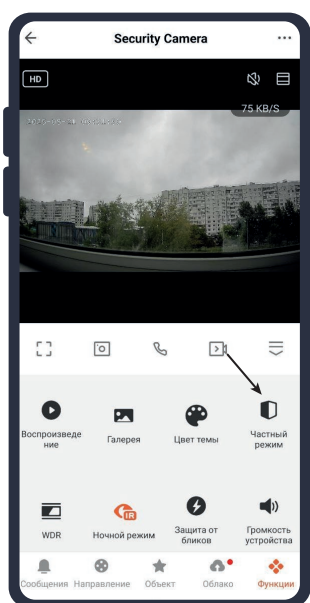 Security Camera
HD
75 KB/S
Воспроизведе
ние
Галерея
Цвет темы
Частный
режим
WDR
Ночной режим
IR
Защита от
бликов
Громкость
устройства
Сообщения
Направление
Объект
Облако
Функции